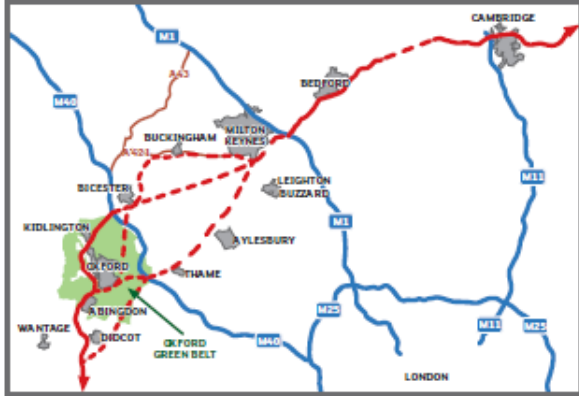 CAMBRIDGE
M1
A43
M40
BEDFORD
BUCKINGHAM
MILTON
KEYNES
A421
BICESTER
LEIGHTON
BUZZARD
M11
KIDLINGTON
M1
AYLESBURY
OXFORD
THAME
ABINGDON
M25
WANTAGE
DIDCOT
OXFORD
GREEN BELT
M40
M11
M25
LONDON